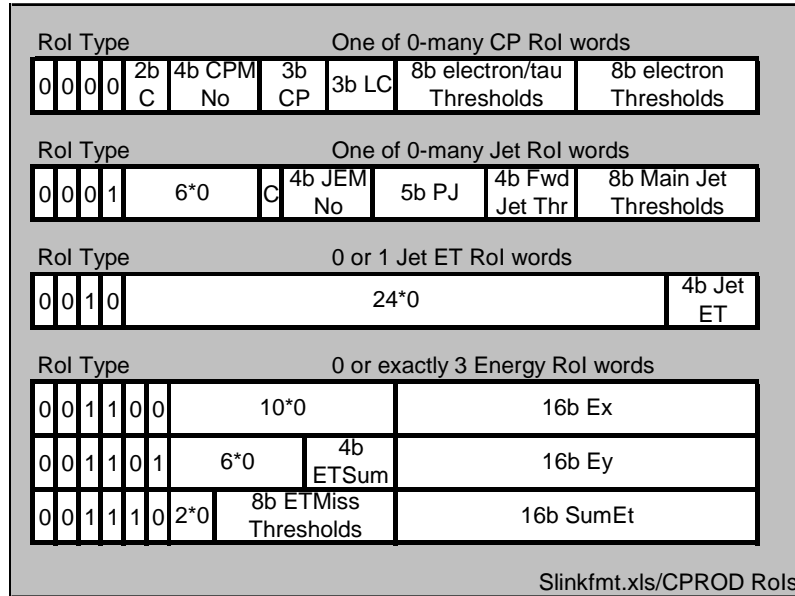 RoI Type One of 0-many CP RoI words
0 0 0 0 2b C 4b CPM No 3b CP 3b LC 8b electron/tau Thresholds 8b electron Thresholds
RoI Type One of 0-many Jet RoI words
0 0 0 1 6*0 C 4b JEM No 5b PJ 4b Fwd Jet Thr 8b Main Jet Thresholds
RoI Type 0 or 1 Jet ET RoI words
0 0 1 0 24*0 4b Jet ET
RoI Type 0 or exactly 3 Energy RoI words
0 0 1 1 0 0 10*0 16b Ex
0 0 1 1 0 1 6*0 4b ETSum 16b Ey
0 0 1 1 1 0 2*0 8b ETMiss Thresholds 16b SumEt
Slinkfmt.xls/CPROD RoIs